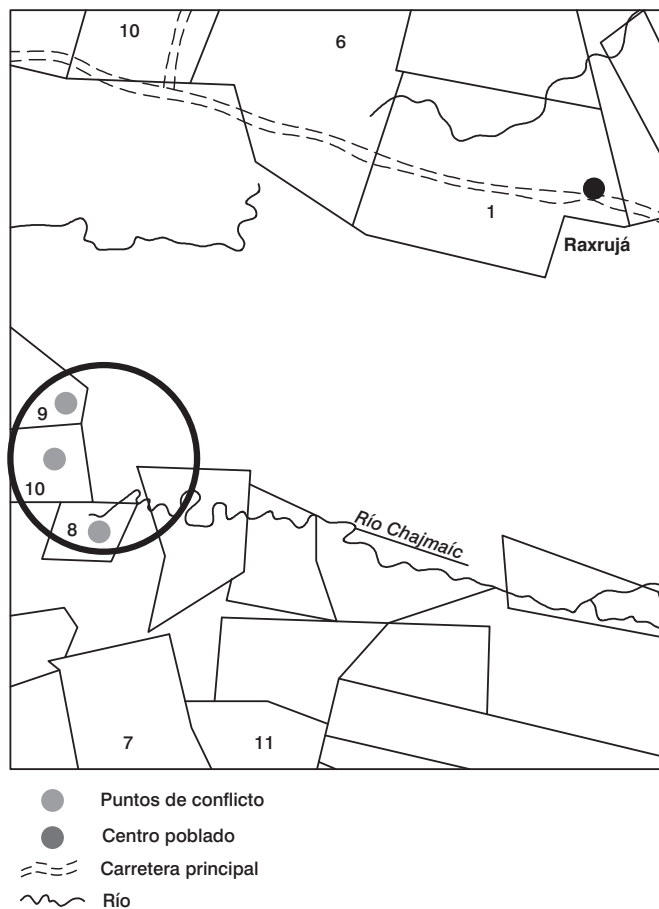 10
6
1
Raxrujá
9
10
8
Río Chajmaíc
7
11
Puntos de conflicto
Centro poblado
Carretera principal
Río